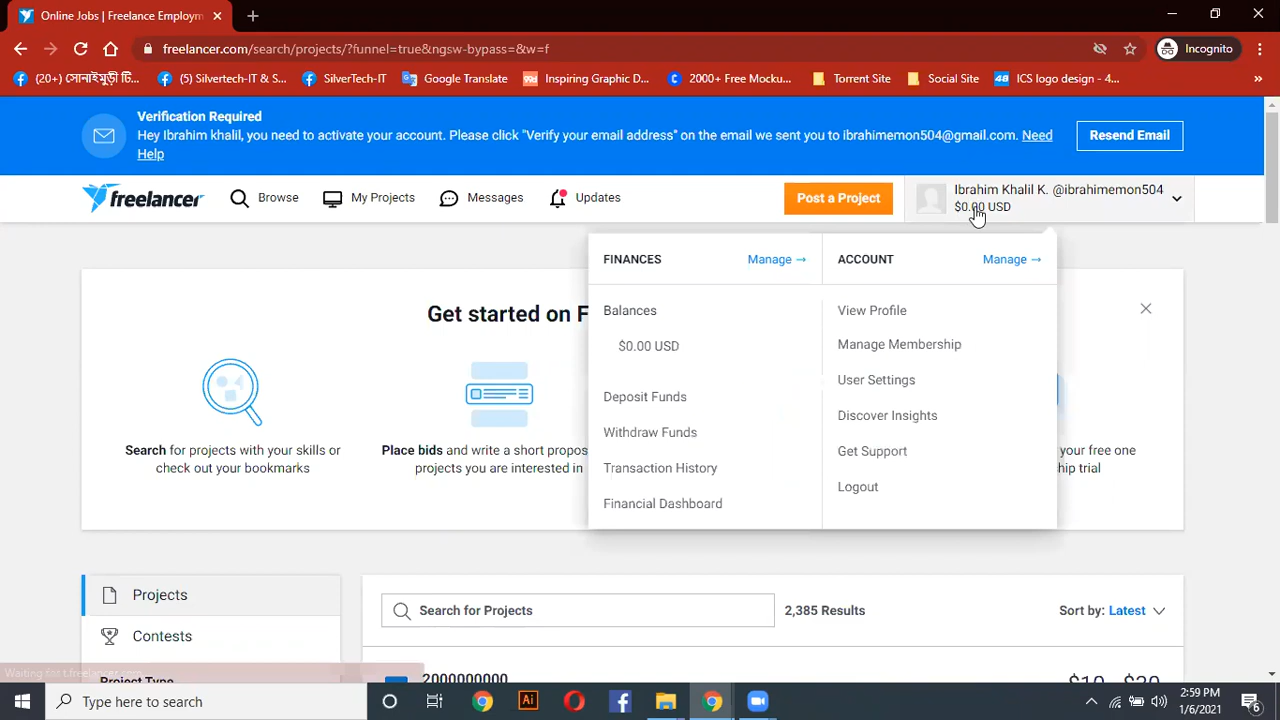 Online Jobs | Freelance Employm
freelancer.com/search/projects/?funnel=true&ngsw-bypass=&w=f
Incognito
(20+) সোনাইমুড়ী টি...
(5) Silvertech-IT & S...
SilverTech-IT
Google Translate
Inspiring Graphic D...
2000+ Free Mocku...
Torrent Site
Social Site
48 ICS logo design - 4...
»
Verification Required
Hey Ibrahim khalil, you need to activate your account. Please click "Verify your email address" on the email we sent you to ibrahimemon504@gmail.com. Need
Help
Resend Email
freelancer
Browse
My Projects
Messages
Updates
Post a Project
Ibrahim Khalil K. @ibrahimemon504
$0.00 USD
FINANCES
Manage →
Balances
$0.00 USD
Deposit Funds
Withdraw Funds
Transaction History
Financial Dashboard
ACCOUNT
Manage →
View Profile
Manage Membership
User Settings
Discover Insights
Get Support
Logout
Get started on F
Search for projects with your skills or
check out your bookmarks
Place bids and write a short propos
projects you are interested in
your free one
ship trial
Projects
Contests
Project Type
Search for Projects
2,385 Results
Sort by: Latest
2000000000
$10 - $30
Waiting for t.freelancer.com...
Type here to search
Ai
2:59 PM
1/6/2021
6